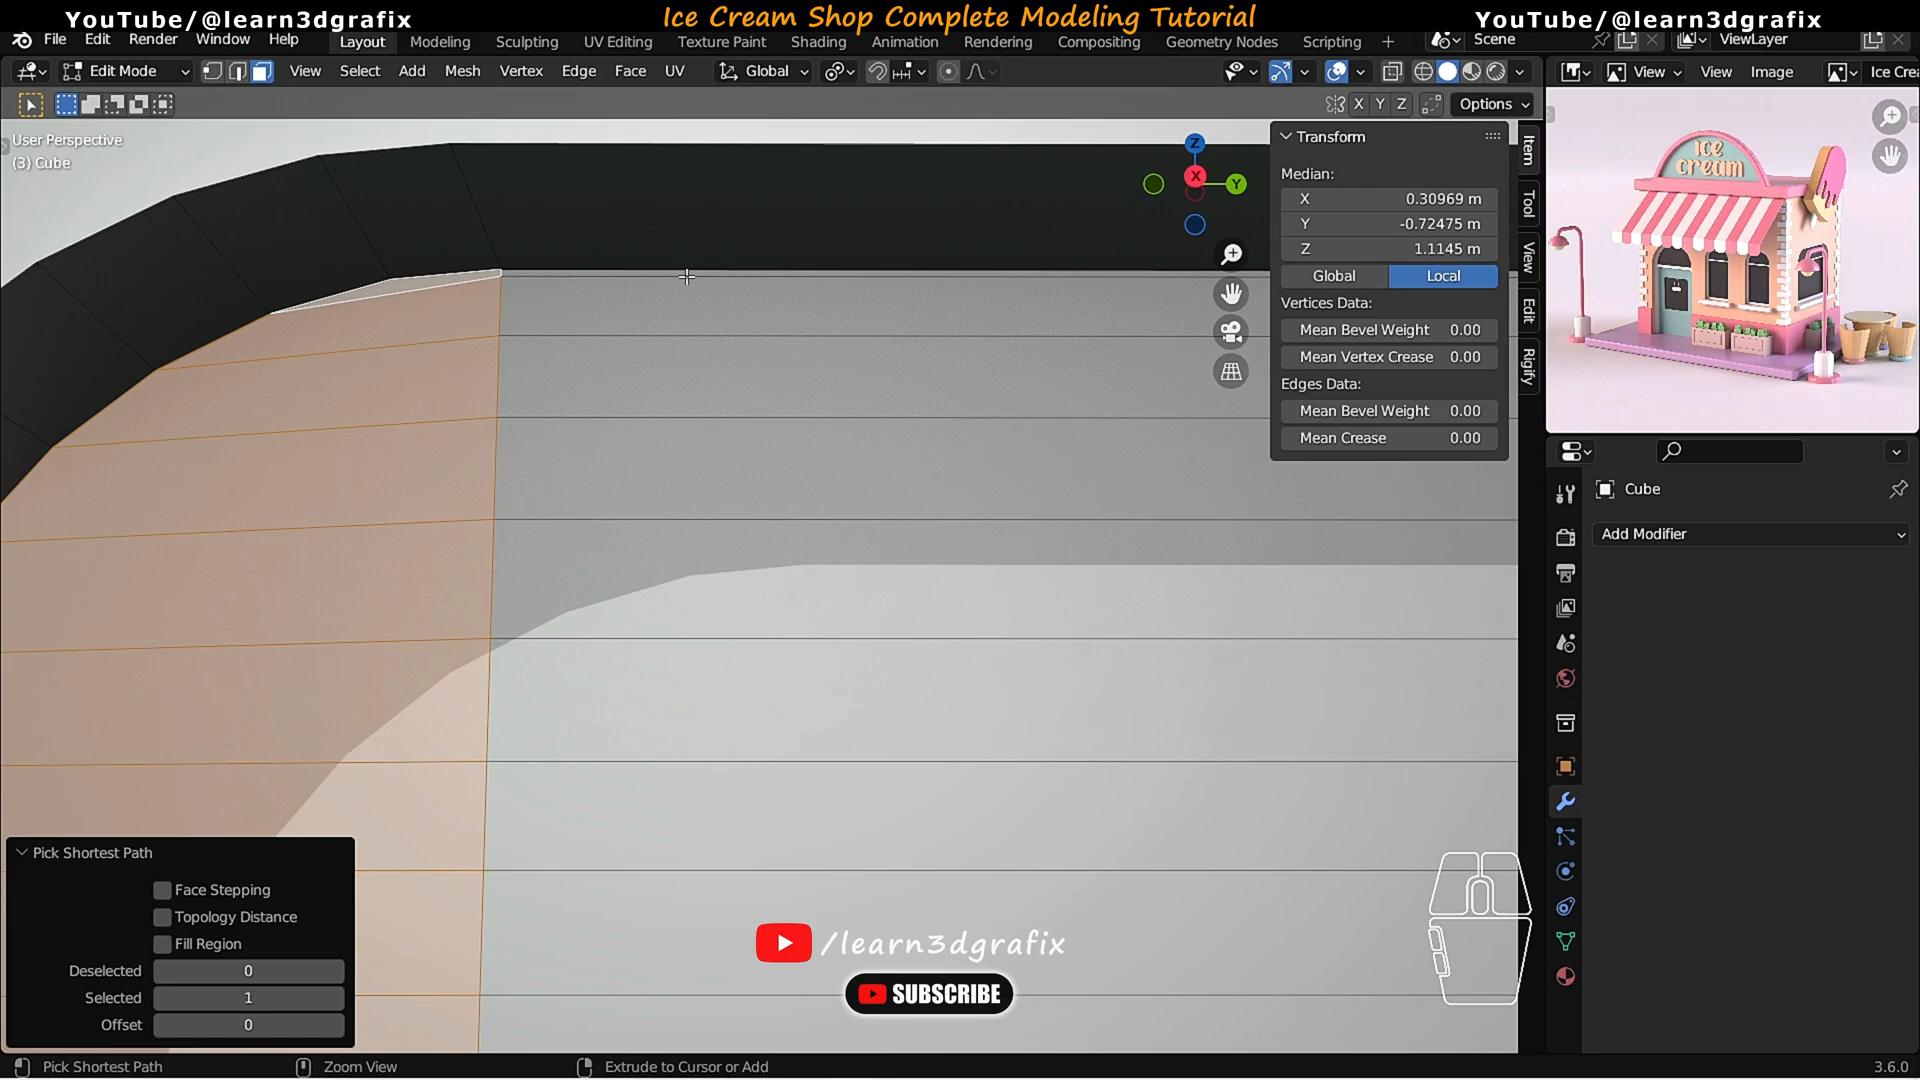 YouTube/@learn3dgrafix
Ice Cream Shop Complete Modeling Tutorial
YouTube/@learn3dgrafix
File Edit Render Window Help
Layout Modeling Sculpting UV Editing Texture Paint Shading Animation Rendering Compositing Geometry Nodes Scripting +
Scene
ViewLayer
Edit Mode
View Select Add Mesh Vertex Edge Face UV
Global
View View Image Ice Crea
X Y Z Options
User Perspective
(3) Cube
Z
X
Y
Transform
Median:
X 0.30969 m
Y -0.72475 m
Z 1.1145 m
Global Local
Vertices Data:
Mean Bevel Weight 0.00
Mean Vertex Crease 0.00
Edges Data:
Mean Bevel Weight 0.00
Mean Crease 0.00
Item
Tool
View
Edit
Rigify
ICE
cream
Cube
Add Modifier
Pick Shortest Path
Face Stepping
Topology Distance
Fill Region
Deselected 0
Selected 1
Offset 0
/learn3dgrafix
SUBSCRIBE
Pick Shortest Path
Zoom View
Extrude to Cursor or Add
3.6.0